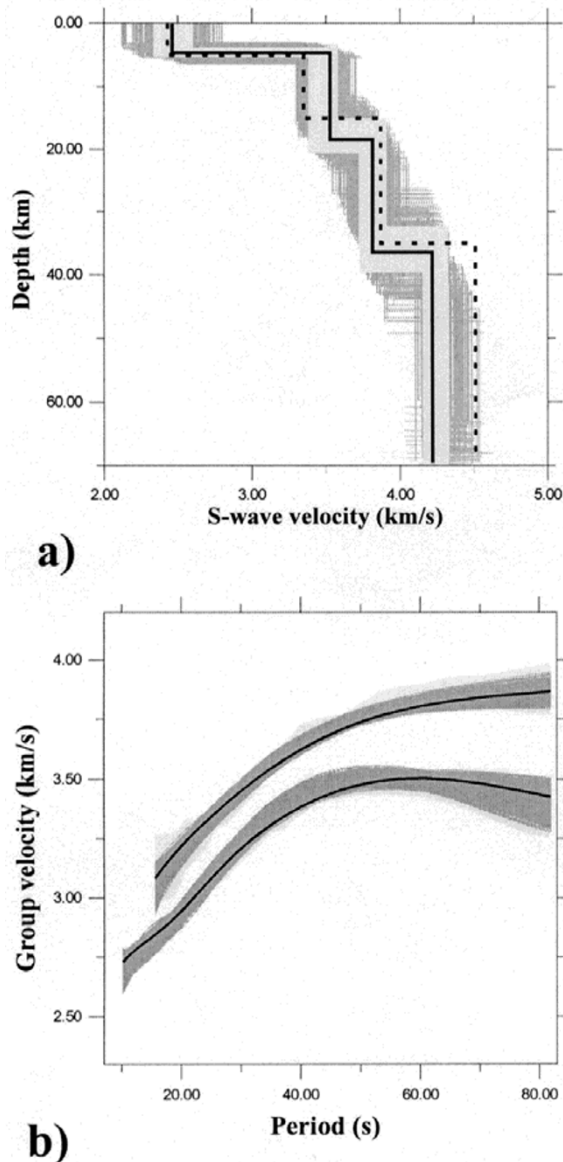 0.00
20.00
40.00
60.00
Depth (km)
2.00 3.00 4.00 5.00
S-wave velocity (km/s)
a)
4.00
3.50
3.00
2.50
Group velocity (km/s)
20.00 40.00 60.00 80.00
Period (s)
b)